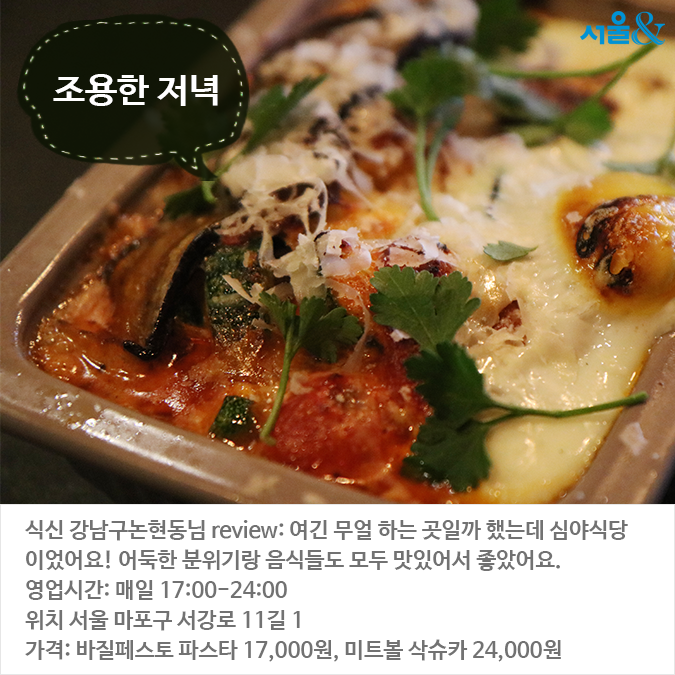 서울&
조용한 저녁
식신 강남구논현동님 review: 여긴 무얼 하는 곳일까 했는데 심야식당
이었어요! 어둑한 분위기랑 음식들도 모두 맛있어서 좋았어요.
영업시간: 매일 17:00-24:00
위치 서울 마포구 서강로 11길 1
가격: 바질페스토 파스타 17,000원, 미트볼 삭슈카 24,000원